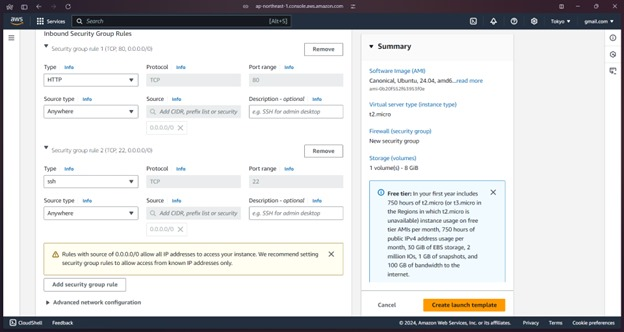 ap-northeast-1.console.aws.amazon.com
aws
Services
Search
[Alt+S]
Tokyo
gmail.com
Inbound Security Group Rules
Security group rule 1 (TCP, 80, 0.0.0.0/0)
Remove
Type Info
Protocol Info
Port range Info
HTTP
TCP
80
Source type Info
Source Info
Description - optional Info
Anywhere
Add CIDR, prefix list or security
e.g. SSH for admin desktop
0.0.0.0/0
Security group rule 2 (TCP, 22, 0.0.0.0/0)
Remove
Type Info
Protocol Info
Port range Info
ssh
TCP
22
Source type Info
Source Info
Description - optional Info
Anywhere
Add CIDR, prefix list or security
e.g. SSH for admin desktop
0.0.0.0/0
Rules with source of 0.0.0.0/0 allow all IP addresses to access your instance. We recommend setting
security group rules to allow access from known IP addresses only.
Add security group rule
Advanced network configuration
Summary
Software Image (AMI)
Canonical, Ubuntu, 24.04, amd6...read more
Virtual server type (instance type)
t2.micro
Firewall (security group)
New security group
Storage (volumes)
1 volume(s) - 8 GiB
Free tier: In your first year includes
750 hours of t2.micro (or t3.micro in
the Regions in which t2.micro is
unavailable) instance usage on free
tier AMIs per month, 750 hours of
public IPv4 address usage per
month, 30 GiB of EBS storage, 2
million IOs, 1 GB of snapshots, and
100 GB of bandwidth to the
internet.
Cancel
Create launch template
CloudShell
Feedback
© 2024, Amazon Web Services, Inc. or its affiliates.
Privacy
Terms
Cookie preferences